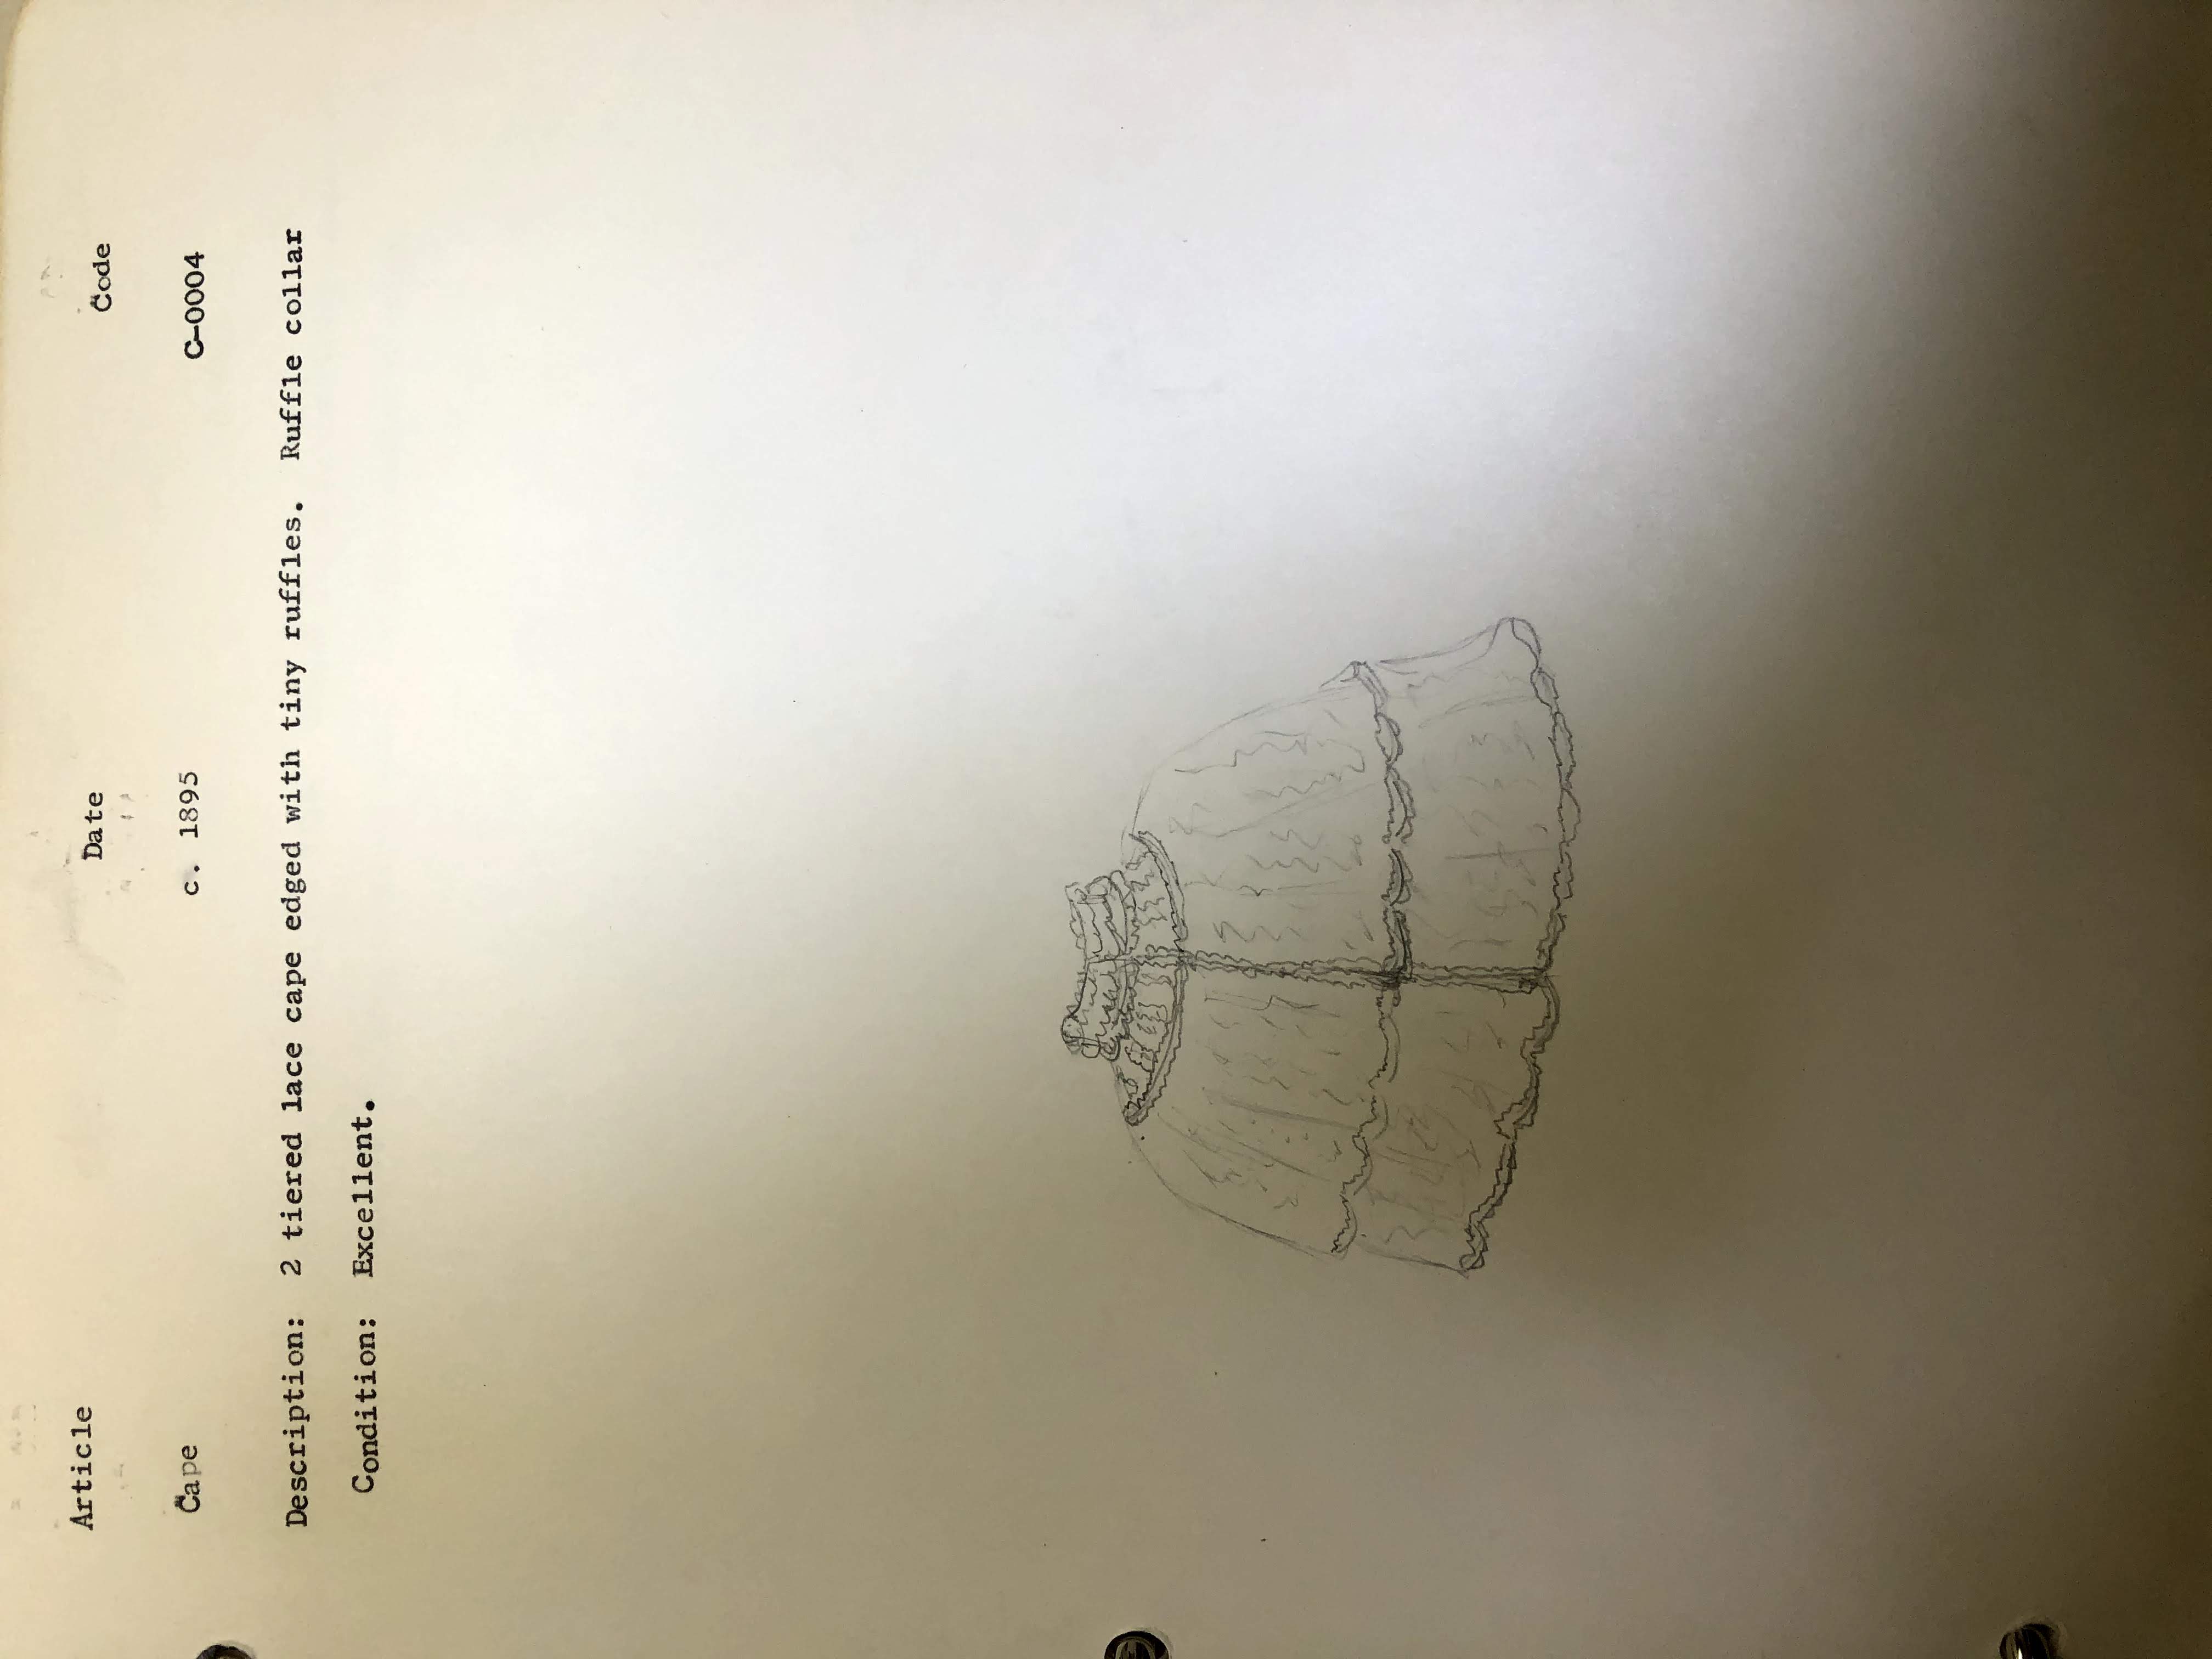 Article Date Code
Cape c. 1895 C-0004
Description: 2 tiered lace cape edged with tiny ruffles. Ruffle collar
Condition: Excellent.